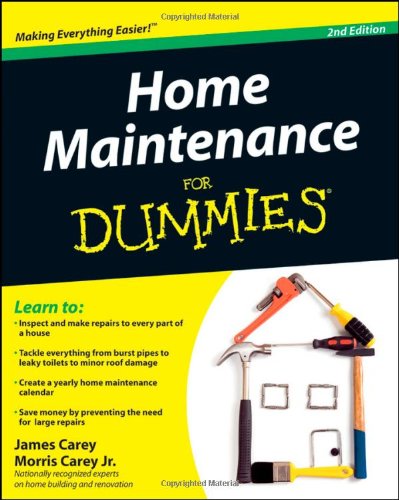 Making Everything Easier!™
2nd Edition
Home
Maintenance
FOR
DUMMIES®
Learn to:
• Inspect and make repairs to every part of
a house
• Tackle everything from burst pipes to
leaky toilets to minor roof damage
• Create a yearly home maintenance
calendar
• Save money by preventing the need
for large repairs
James Carey
Morris Carey Jr.
Nationally recognized experts
on home building and renovation